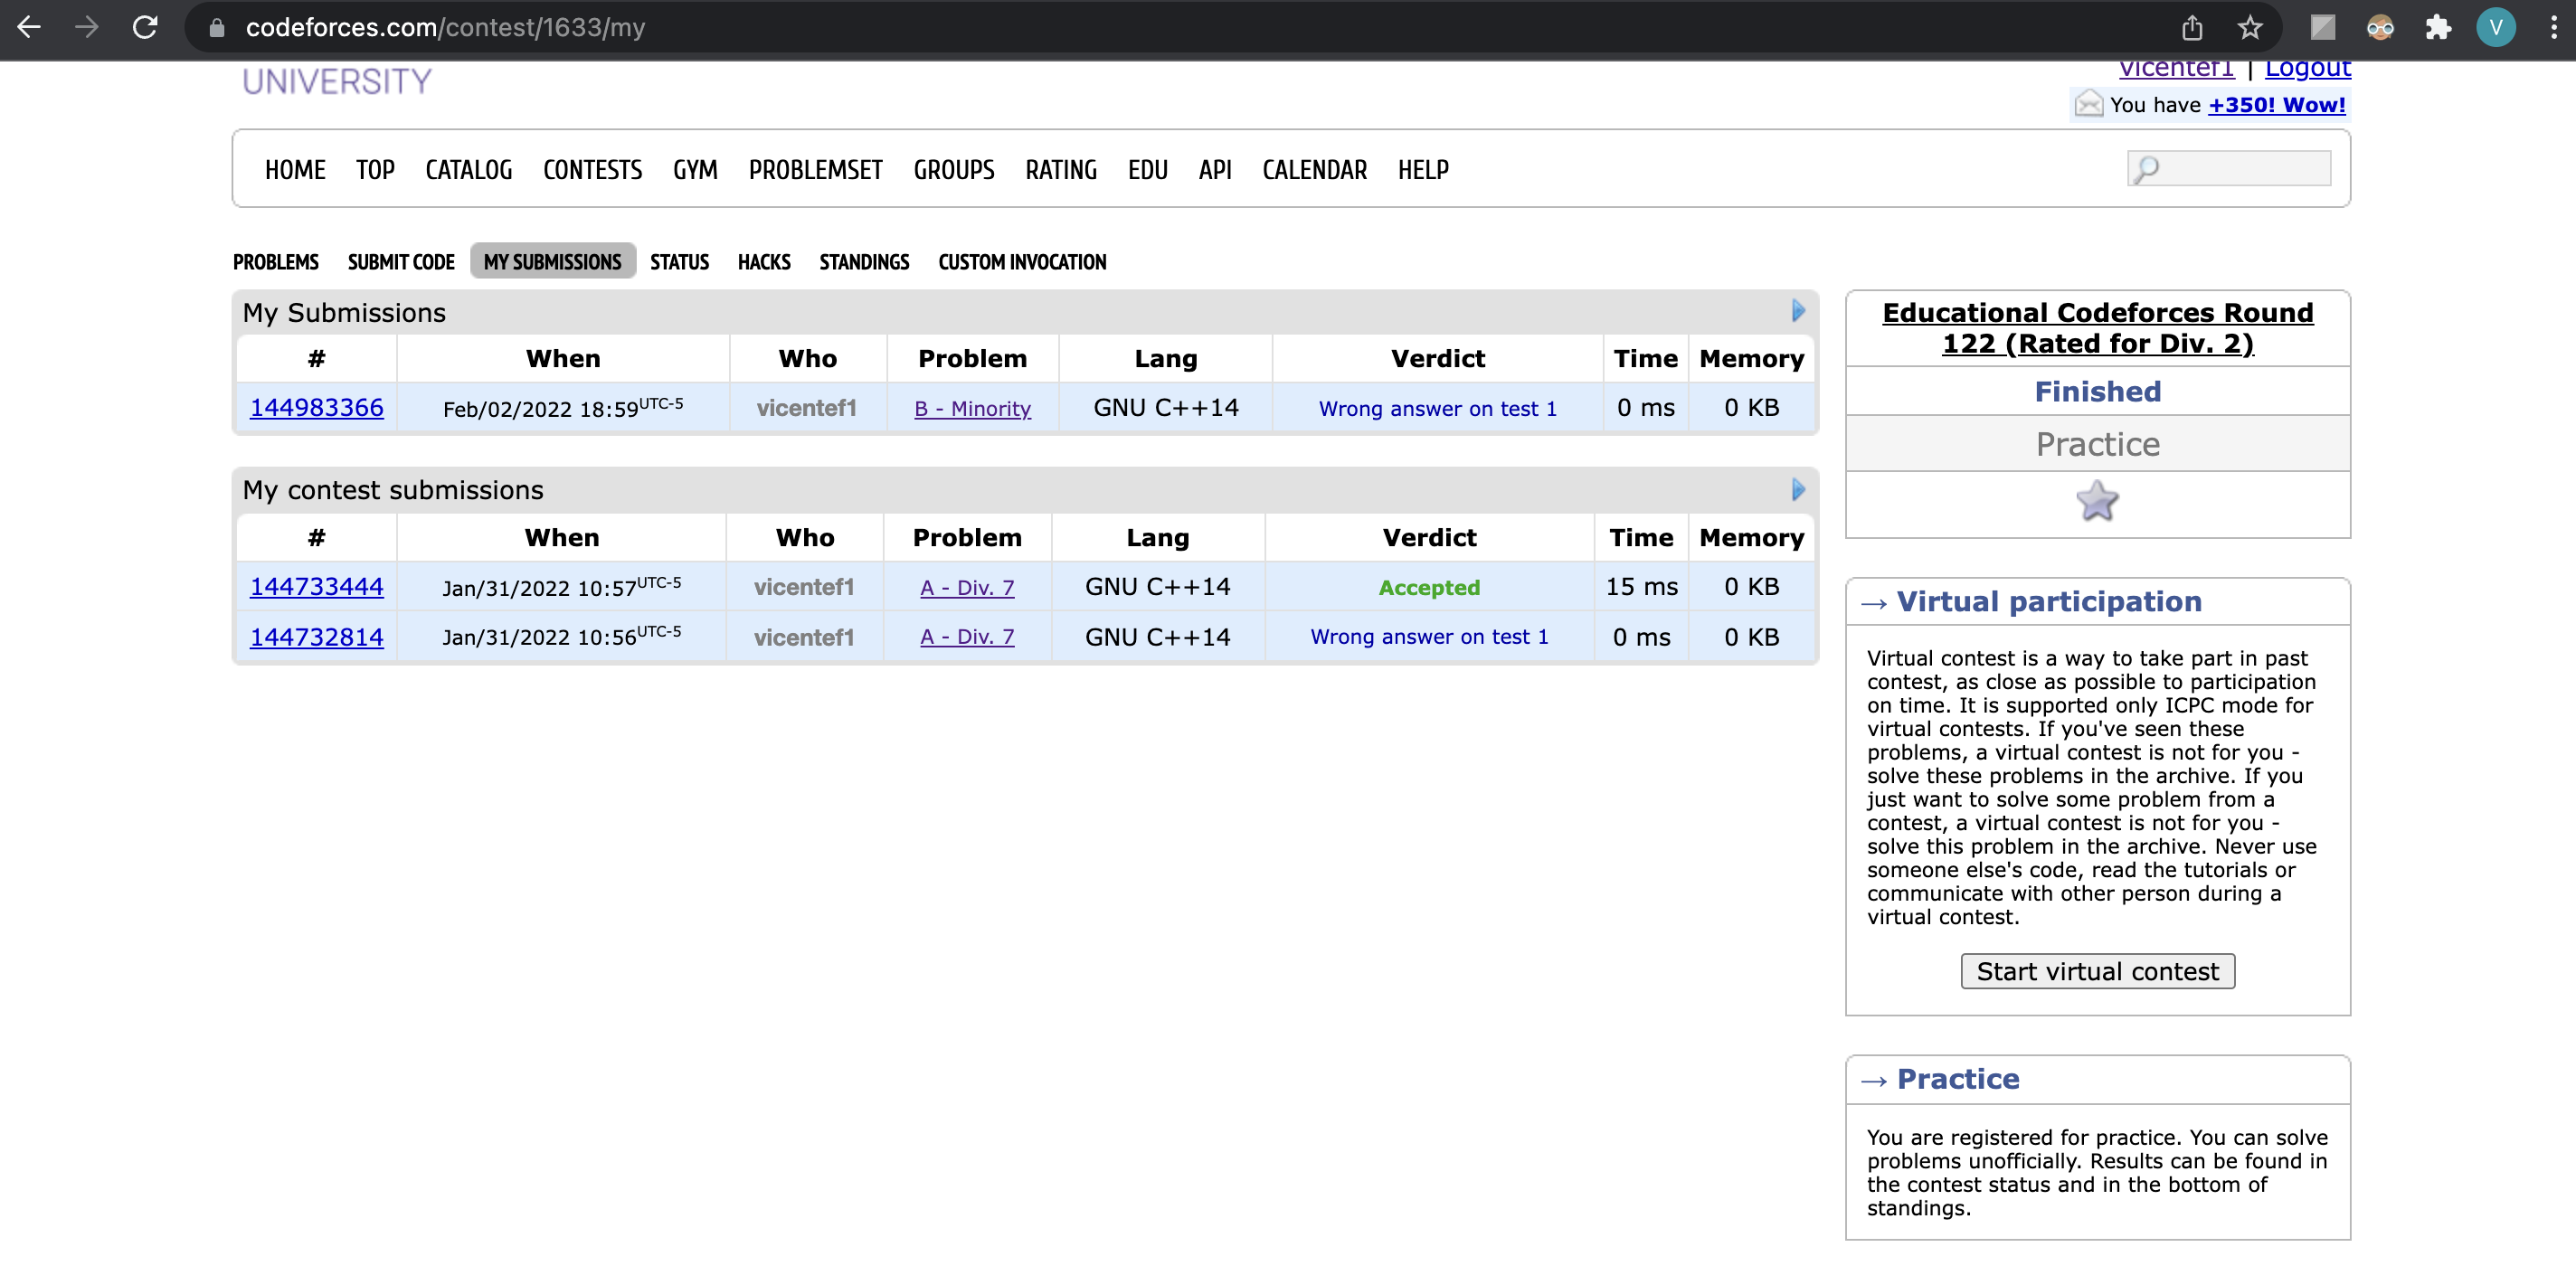 codeforces.com/contest/1633/my
V
UNIVERSITY
vicentef1 | Logout
You have +350! Wow!
HOME TOP CATALOG CONTESTS GYM PROBLEMSET GROUPS RATING EDU API CALENDAR HELP
PROBLEMS SUBMIT CODE MY SUBMISSIONS STATUS HACKS STANDINGS CUSTOM INVOCATION
My Submissions
# When Who Problem Lang Verdict Time Memory
144983366 Feb/02/2022 18:59UTC-5 vicentef1 B - Minority GNU C++14 Wrong answer on test 1 0 ms 0 KB
My contest submissions
# When Who Problem Lang Verdict Time Memory
144733444 Jan/31/2022 10:57UTC-5 vicentef1 A - Div. 7 GNU C++14 Accepted 15 ms 0 KB
144732814 Jan/31/2022 10:56UTC-5 vicentef1 A - Div. 7 GNU C++14 Wrong answer on test 1 0 ms 0 KB
Educational Codeforces Round
122 (Rated for Div. 2)
Finished
Practice
→ Virtual participation
Virtual contest is a way to take part in past
contest, as close as possible to participation
on time. It is supported only ICPC mode for
virtual contests. If you've seen these
problems, a virtual contest is not for you -
solve these problems in the archive. If you
just want to solve some problem from a
contest, a virtual contest is not for you -
solve this problem in the archive. Never use
someone else's code, read the tutorials or
communicate with other person during a
virtual contest.
Start virtual contest
→ Practice
You are registered for practice. You can solve
problems unofficially. Results can be found in
the contest status and in the bottom of
standings.